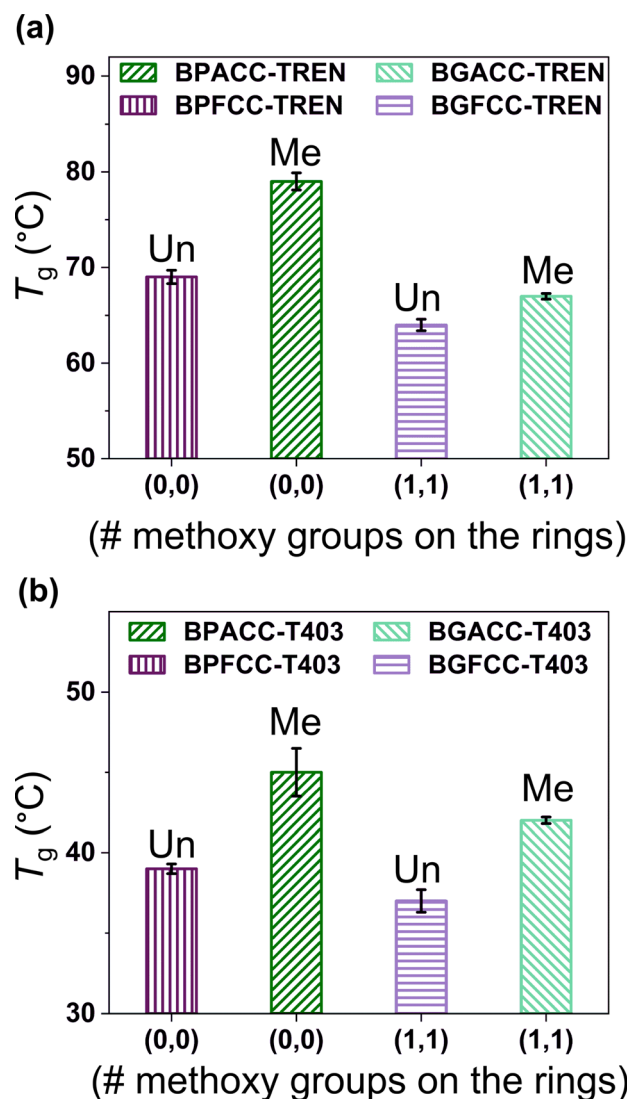 (a)
BPACC-TREN BGACC-TREN
BPFCC-TREN BGFCC-TREN
90
80
70
60
50
Tg (°C)
Un
Me
Un
Me
(0,0) (0,0) (1,1) (1,1)
(# methoxy groups on the rings)
(b)
BPACC-T403 BGACC-T403
BPFCC-T403 BGFCC-T403
50
40
30
Tg (°C)
Un
Me
Un
Me
(0,0) (0,0) (1,1) (1,1)
(# methoxy groups on the rings)